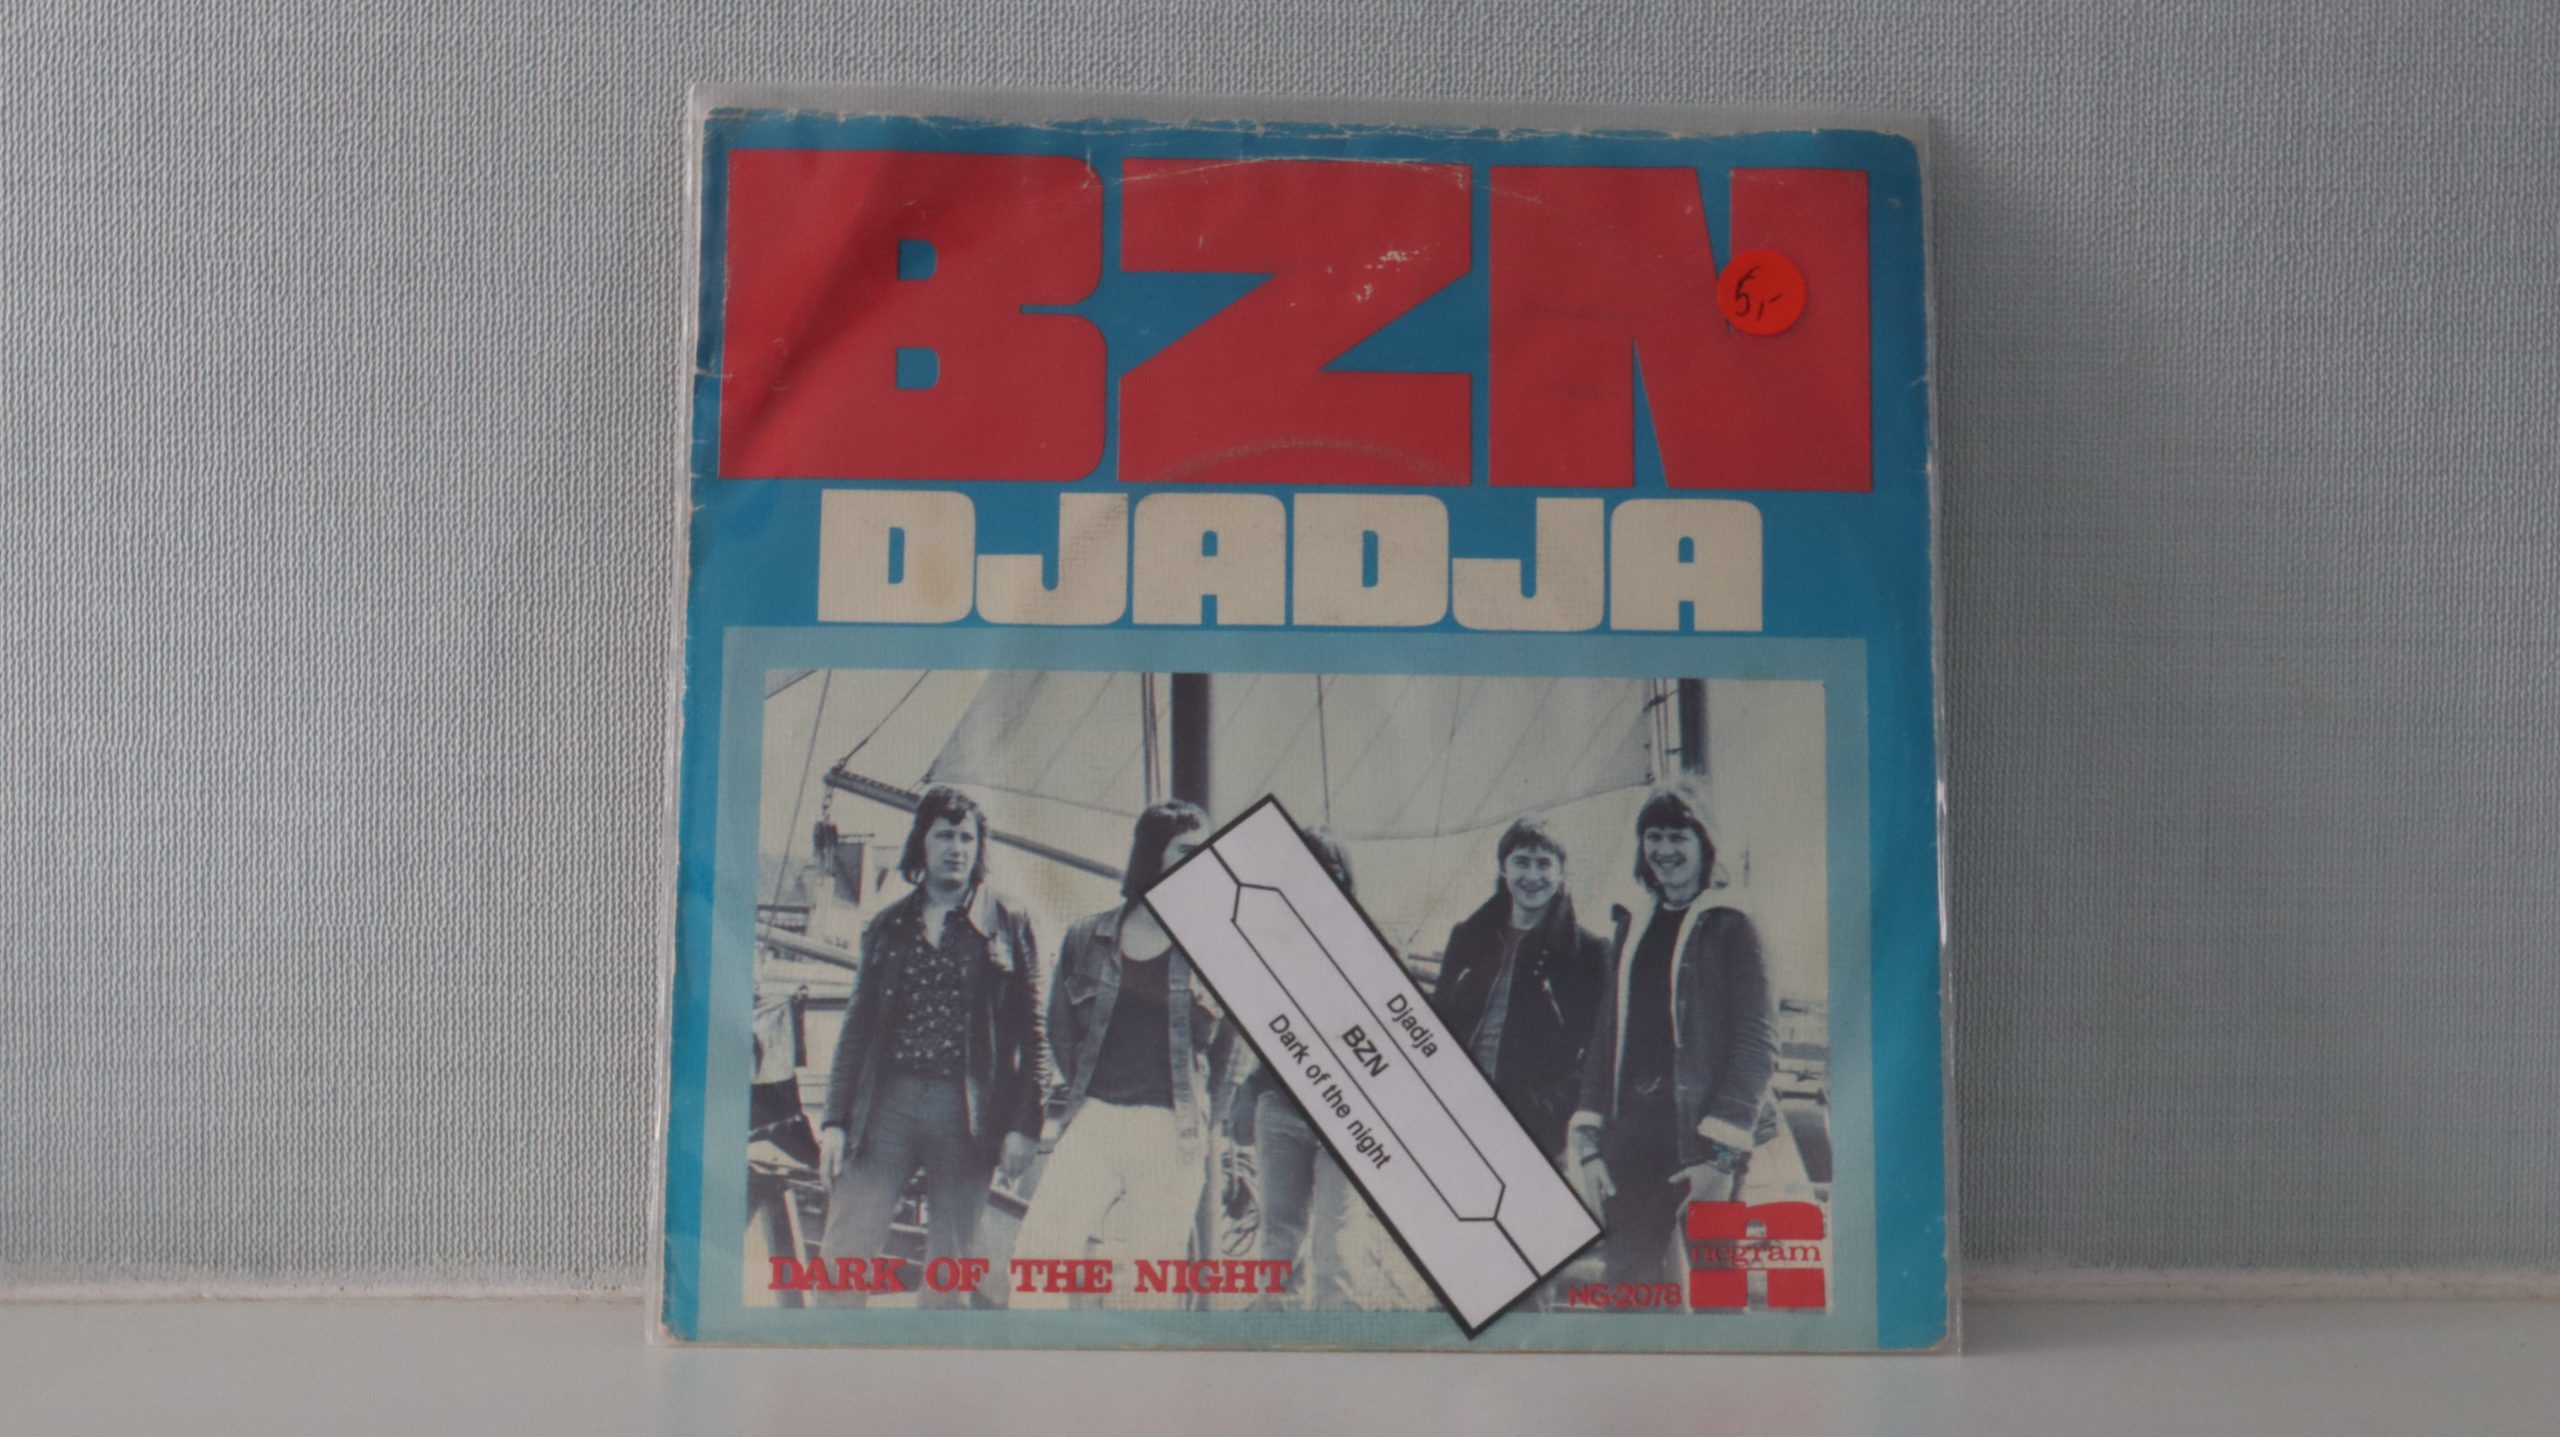 BZN
5,-
DJADJA
Djadja
BZN
Dark of the night
DARK OF THE NIGHT
negram
NG-2078